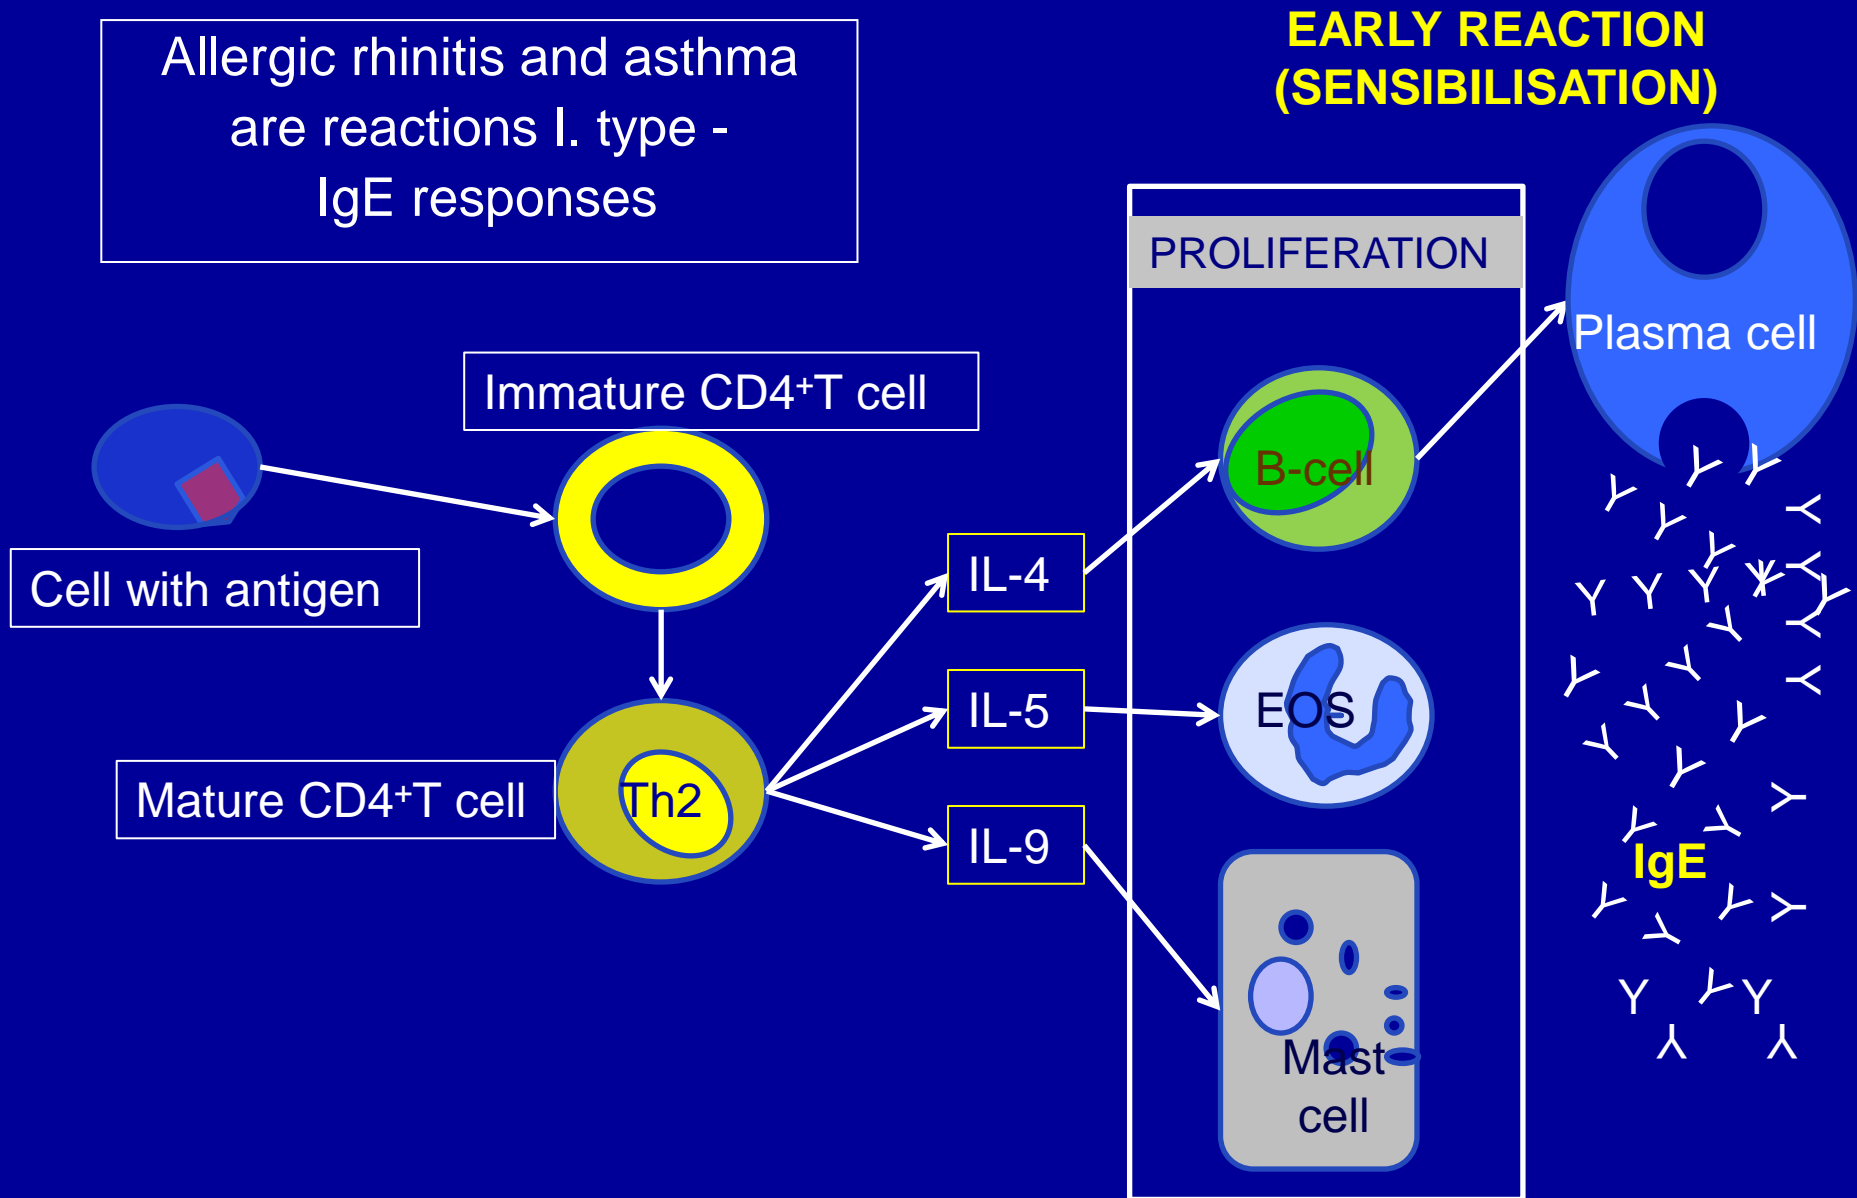 Allergic rhinitis and asthma
are reactions I. type -
IgE responses
EARLY REACTION
(SENSIBILISATION)
PROLIFERATION
Plasma cell
Immature CD4⁺T cell
B-cell
Cell with antigen
IL-4
IL-5
EOS
Mature CD4⁺T cell
Th2
IL-9
IgE
Mast
cell